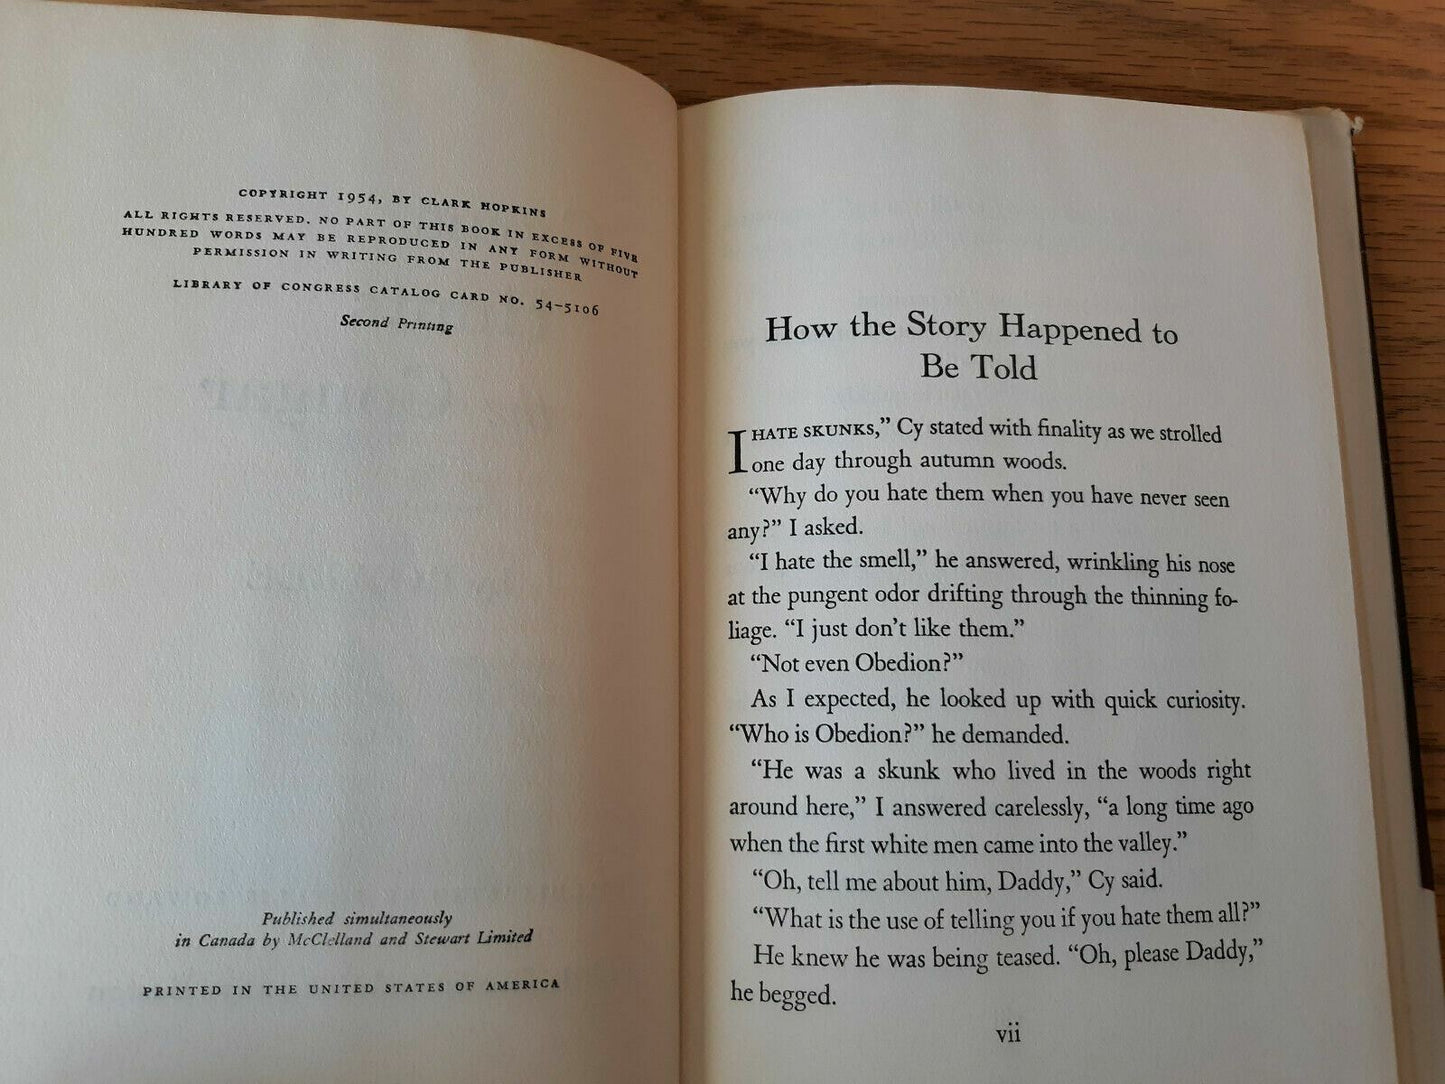 COPYRIGHT 1954, BY CLARK HOPKINS
ALL RIGHTS RESERVED. NO PART OF THIS BOOK IN EXCESS OF FIVE
HUNDRED WORDS MAY BE REPRODUCED IN ANY FORM WITHOUT
PERMISSION IN WRITING FROM THE PUBLISHER
LIBRARY OF CONGRESS CATALOG CARD NO. 54-5106
Second Printing
Published simultaneously
in Canada by McClelland and Stewart Limited
PRINTED IN THE UNITED STATES OF AMERICA
How the Story Happened to
Be Told
I HATE SKUNKS,” Cy stated with finality as we strolled
one day through autumn woods.
“Why do you hate them when you have never seen
any?” I asked.
“I hate the smell,” he answered, wrinkling his nose
at the pungent odor drifting through the thinning fo-
liage. “I just don’t like them.”
“Not even Obedion?”
As I expected, he looked up with quick curiosity.
“Who is Obedion?” he demanded.
“He was a skunk who lived in the woods right
around here,” I answered carelessly, “a long time ago
when the first white men came into the valley.”
“Oh, tell me about him, Daddy,” Cy said.
“What is the use of telling you if you hate them all?”
He knew he was being teased. “Oh, please Daddy,”
he begged.
vii